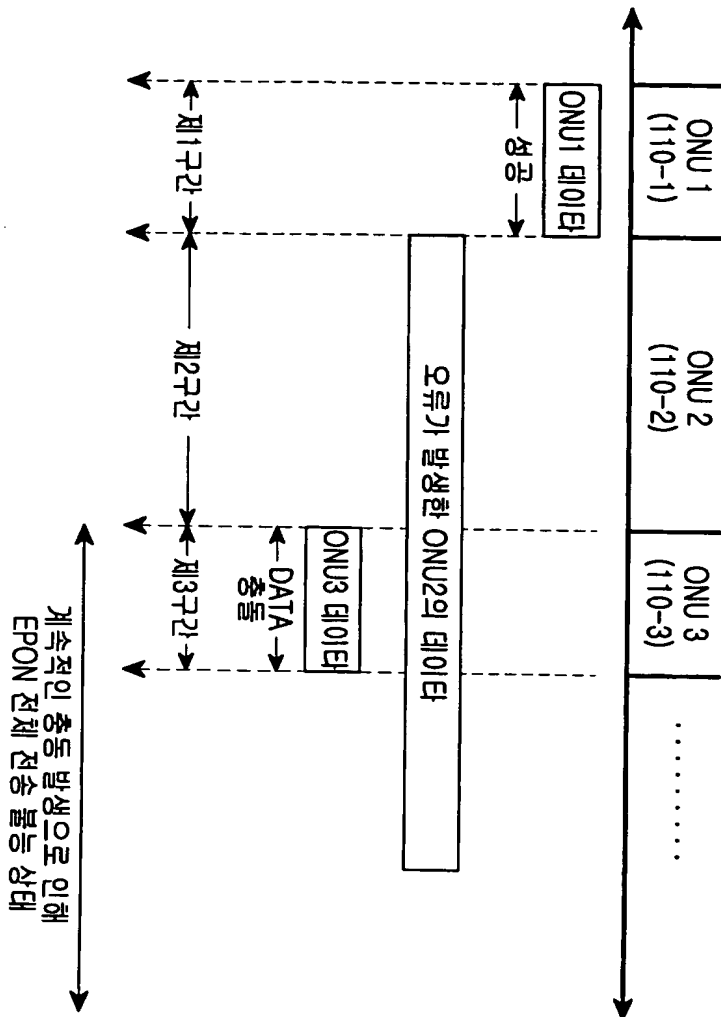 ONU 1
(110-1)
ONU 2
(110-2)
ONU 3
(110-3)
.........
ONU1 데이타
성공
오류가 발생한 ONU2의 데이타
ONU3 데이타
DATA
충돌
제1구간
제2구간
제3구간
계속적인 충돌 발생으로 인해
EPON 전체 전송 불능 상태